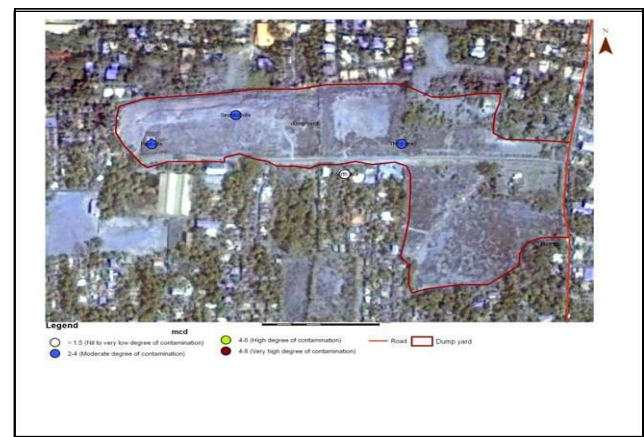 N
Legend
mcd
< 1.5 (Nil to very low degree of contamination)
2-4 (Moderate degree of contamination)
4-8 (High degree of contamination)
4-8 (Very high degree of contamination)
Road
Dump yard